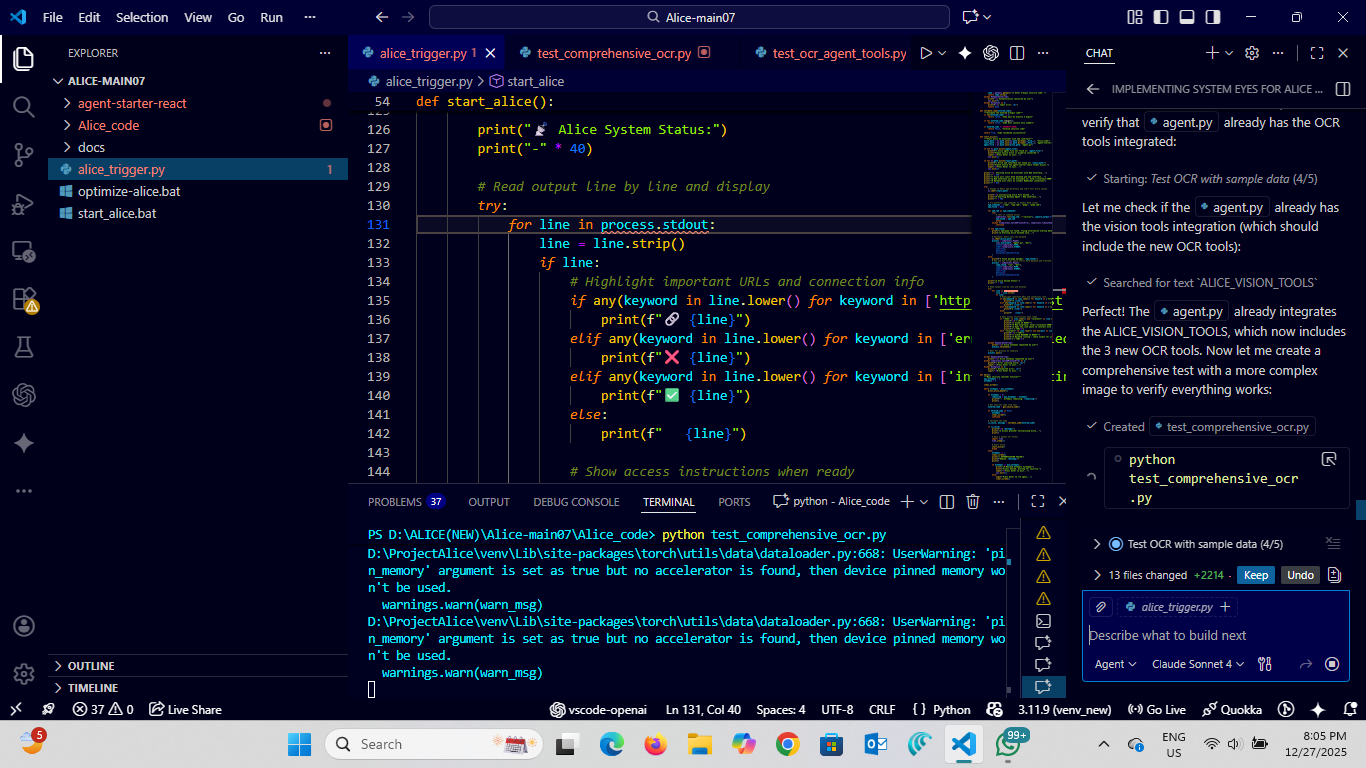 File Edit Selection View Go Run ···
Alice-main07
EXPLORER ···
ALICE-MAIN07
agent-starter-react
Alice_code
docs
alice_trigger.py 1
optimize-alice.bat
start_alice.bat
OUTLINE
TIMELINE
alice_trigger.py 1
test_comprehensive_ocr.py
test_ocr_agent_tools.py
alice_trigger.py > start_alice
54 def start_alice():
126 print("📡 Alice System Status:")
127 print("-" * 40)
128
129 # Read output line by line and display
130 try:
131 for line in process.stdout:
132 line = line.strip()
133 if line:
134 # Highlight important URLs and connection info
135 if any(keyword in line.lower() for keyword in ['http
136 print(f"🔗 {line}")
137 elif any(keyword in line.lower() for keyword in ['er
138 print(f"❌ {line}")
139 elif any(keyword in line.lower() for keyword in ['in
140 print(f"✅ {line}")
141 else:
142 print(f"   {line}")
143
144 # Show access instructions when ready
PROBLEMS 37 OUTPUT DEBUG CONSOLE TERMINAL PORTS python - Alice_code
PS D:\ALICE(NEW)\Alice-main07\Alice_code> python test_comprehensive_ocr.py
D:\ProjectAlice\venv\Lib\site-packages\torch\utils\data\dataloader.py:668: UserWarning: 'pi
n_memory' argument is set as true but no accelerator is found, then device pinned memory wo
n't be used.
warnings.warn(warn_msg)
D:\ProjectAlice\venv\Lib\site-packages\torch\utils\data\dataloader.py:668: UserWarning: 'pi
n_memory' argument is set as true but no accelerator is found, then device pinned memory wo
n't be used.
warnings.warn(warn_msg)
CHAT
IMPLEMENTING SYSTEM EYES FOR ALICE ...
verify that agent.py already has the OCR
tools integrated:
Starting: Test OCR with sample data (4/5)
Let me check if the agent.py already has
the vision tools integration (which should
include the new OCR tools):
Searched for text `ALICE_VISION_TOOLS`
Perfect! The agent.py already integrates
the ALICE_VISION_TOOLS, which now includes
the 3 new OCR tools. Now let me create a
comprehensive test with a more complex
image to verify everything works:
Created test_comprehensive_ocr.py
python
test_comprehensive_ocr
.py
Test OCR with sample data (4/5)
13 files changed +2214 - Keep Undo
alice_trigger.py
Describe what to build next
Agent Claude Sonnet 4
37 0 Live Share
vscode-openai Ln 131, Col 40 Spaces: 4 UTF-8 CRLF { } Python 3.11.9 (venv_new) Go Live Quokka
5
Search
99+
ENG
US
8:05 PM
12/27/2025